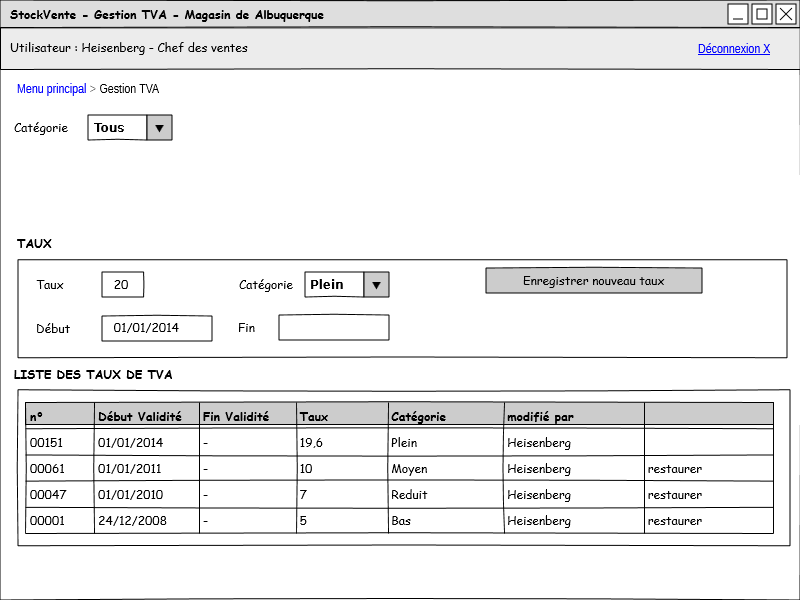 StockVente - Gestion TVA - Magasin de Albuquerque
Utilisateur : Heisenberg - Chef des ventes Déconnexion X
Menu principal > Gestion TVA
Catégorie Tous
TAUX
Taux 20 Catégorie Plein Enregistrer nouveau taux
Début 01/01/2014 Fin
LISTE DES TAUX DE TVA
n° Début Validité Fin Validité Taux Catégorie modifié par
00151 01/01/2014 - 19,6 Plein Heisenberg
00061 01/01/2011 - 10 Moyen Heisenberg restaurer
00047 01/01/2010 - 7 Reduit Heisenberg restaurer
00001 24/12/2008 - 5 Bas Heisenberg restaurer